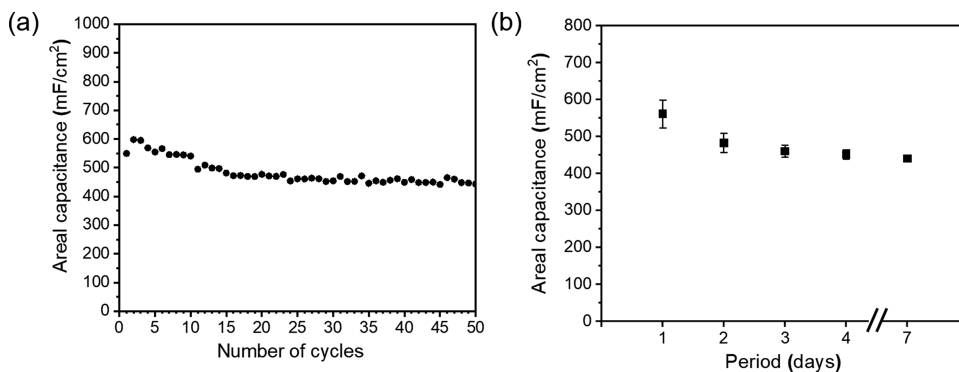 (a)
1000
900
800
700
600
500
400
300
200
100
0
Areal capacitance (mF/cm²)
0 5 10 15 20 25 30 35 40 45 50
Number of cycles
(b)
800
700
600
500
400
300
200
100
0
Areal capacitance (mF/cm²)
1 2 3 4 7
Period (days)